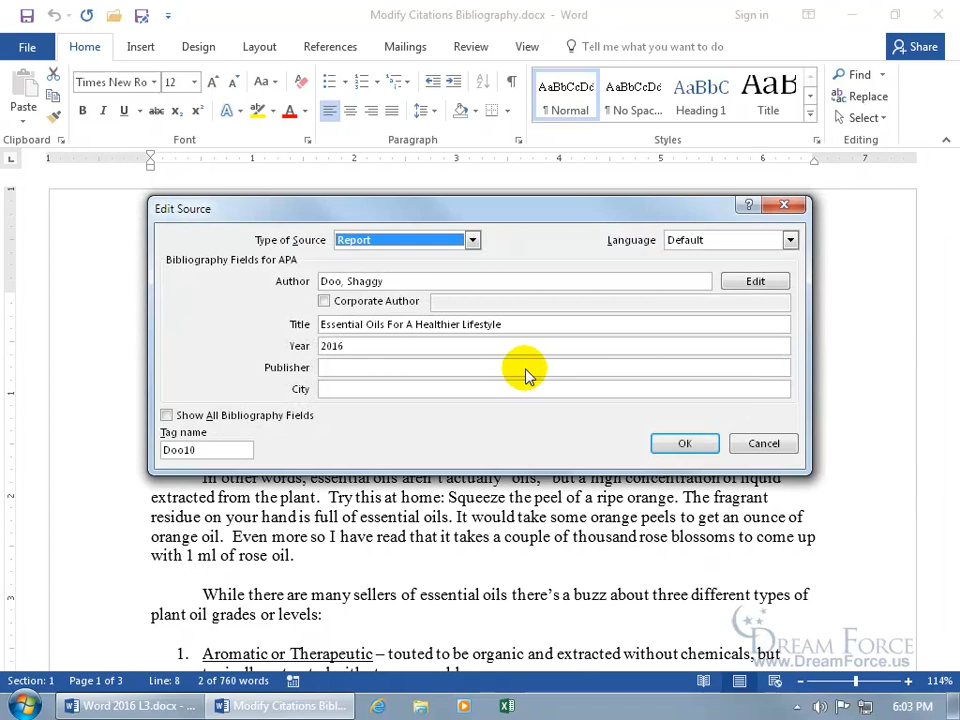 Modify Citations Bibliography.docx - Word
Sign in
File Home Insert Design Layout References Mailings Review View Tell me what you want to do Share
Times New Ro 12 Aa
AaBbCcDd AaBbCcDd AaBbC AaB
Find
Replace
Select
Paste
B I U abc x₂ x² A A
¶ Normal ¶ No Spac... Heading 1 Title
Clipboard Font Paragraph Styles Editing
1 1 2 3 4 5 6 7
Edit Source
Type of Source Report Language Default
Bibliography Fields for APA
Author Doo, Shaggy Edit
Corporate Author
Title Essential Oils For A Healthier Lifestyle
Year 2016
Publisher
City
Show All Bibliography Fields
Tag name
Doo10
OK Cancel
In other words, essential oils aren't actually "oils," but a high concentration of liquid
extracted from the plant. Try this at home: Squeeze the peel of a ripe orange. The fragrant
residue on your hand is full of essential oils. It would take some orange peels to get an ounce of
orange oil. Even more so I have read that it takes a couple of thousand rose blossoms to come up
with 1 ml of rose oil.
While there are many sellers of essential oils there's a buzz about three different types of
plant oil grades or levels:
1. Aromatic or Therapeutic – touted to be organic and extracted without chemicals, but
DREAM FORCE
www.DreamForce.us
Section: 1 Page 1 of 3 Line: 8 2 of 760 words 114%
Word 2016 L3.docx - ... Modify Citations Bibl... 6:03 PM